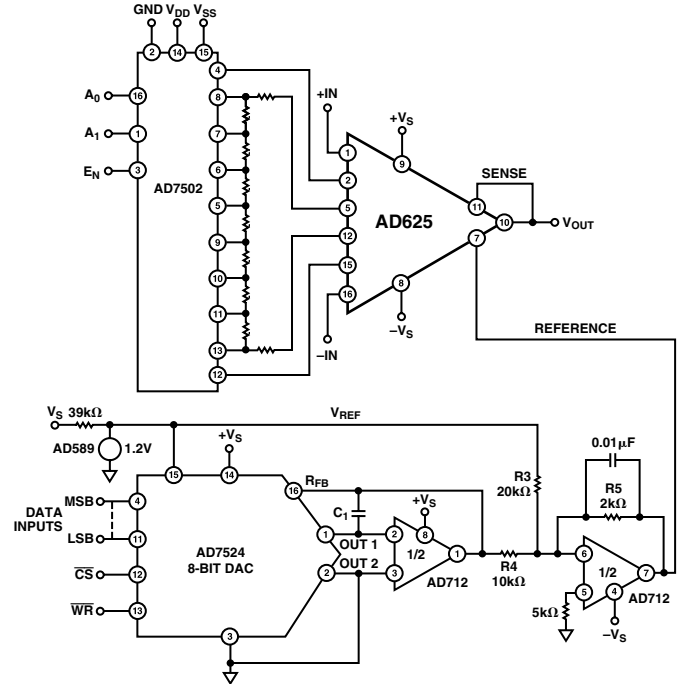 GND VDD VSS
2 14 15
4
A0 16 8 +IN +VS
A1 1 7 1 9 SENSE
EN 3 6 2 11
AD7502 5 5 AD625 10 VOUT
9 12 7
10 15 8
11 16 −VS
13 −IN REFERENCE
12
VS 39kΩ VREF
AD589 1.2V +VS 0.01µF
15 14 16 RFB R3 20kΩ R5 2kΩ
DATA INPUTS MSB 4 C1 +VS
LSB 11 1 OUT 1 2 8 6
AD7524 8-BIT DAC 1/2 1 R4 10kΩ 1/2 7
CS 12 2 OUT 2 3 AD712 5 4 AD712
WR 13 5kΩ −VS
3